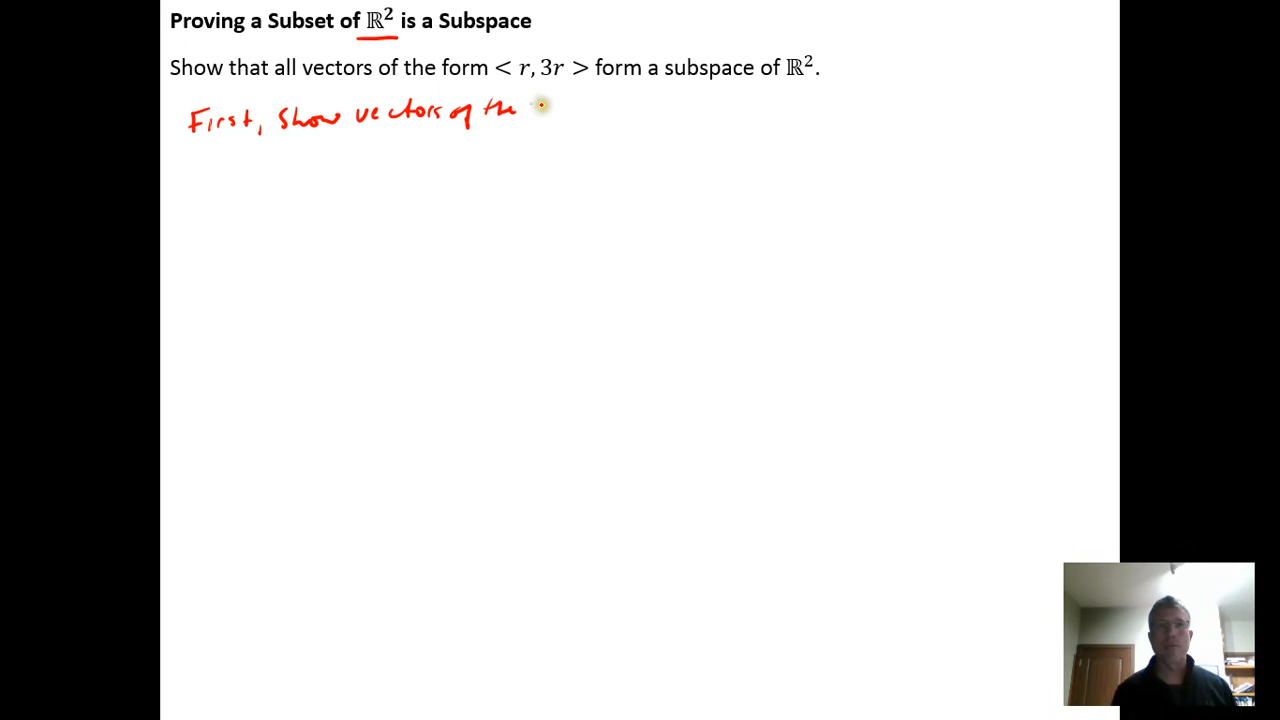 Proving a Subset of ℝ² is a Subspace
Show that all vectors of the form < r, 3r > form a subspace of ℝ².
First, Show vectors of the